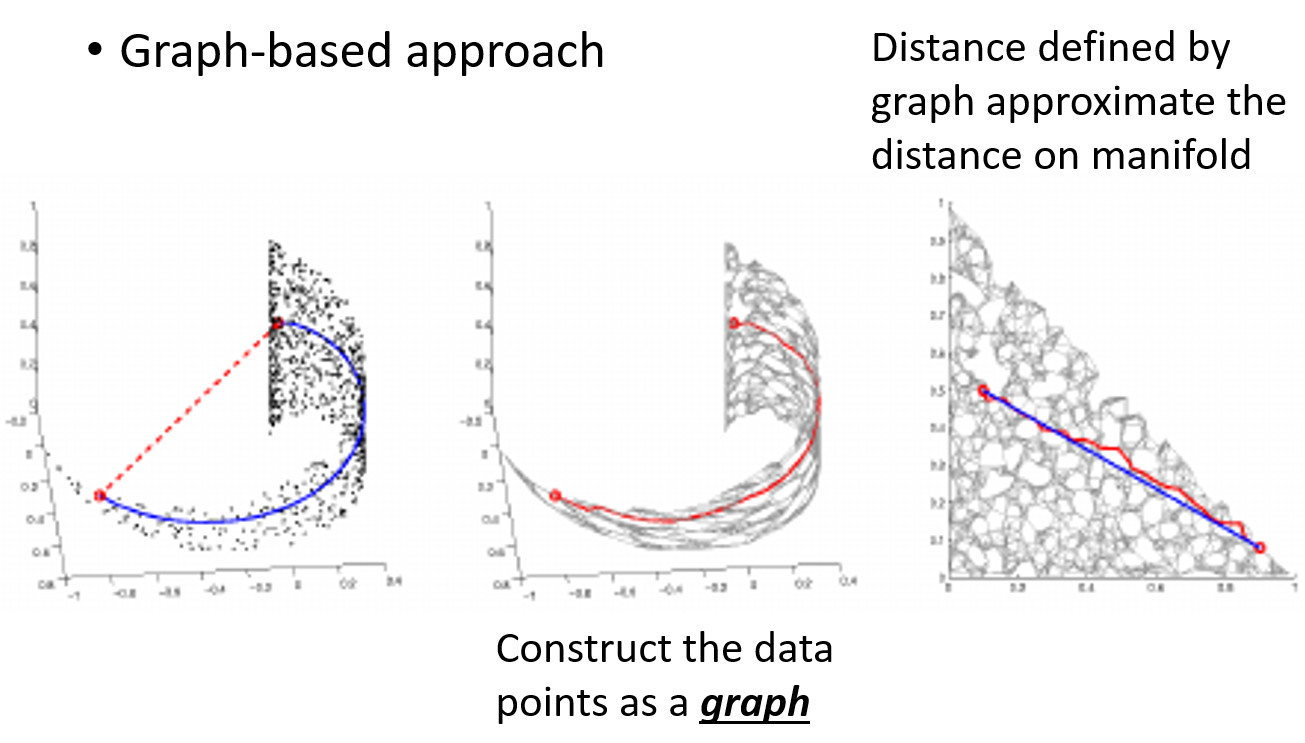 • Graph-based approach
Distance defined by
graph approximate the
distance on manifold
Construct the data
points as a graph